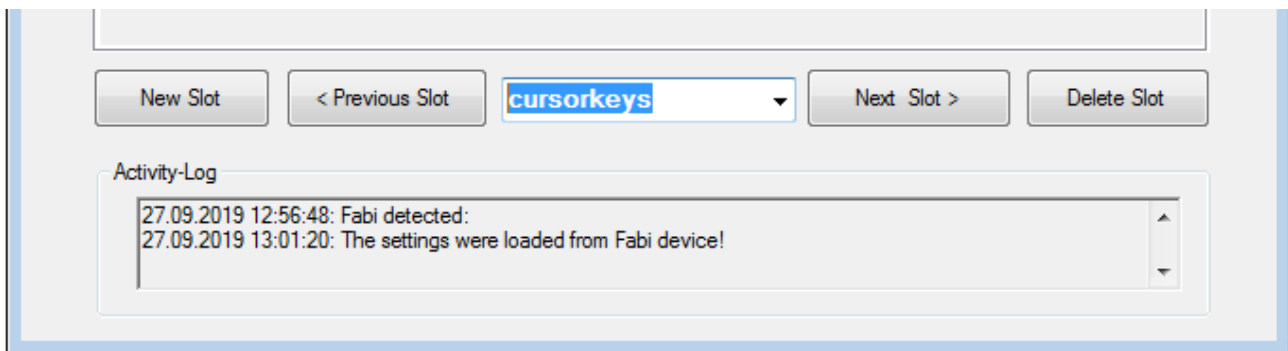 New Slot < Previous Slot cursorkeys Next Slot > Delete Slot
Activity-Log
27.09.2019 12:56:48: Fabi detected:
27.09.2019 13:01:20: The settings were loaded from Fabi device!